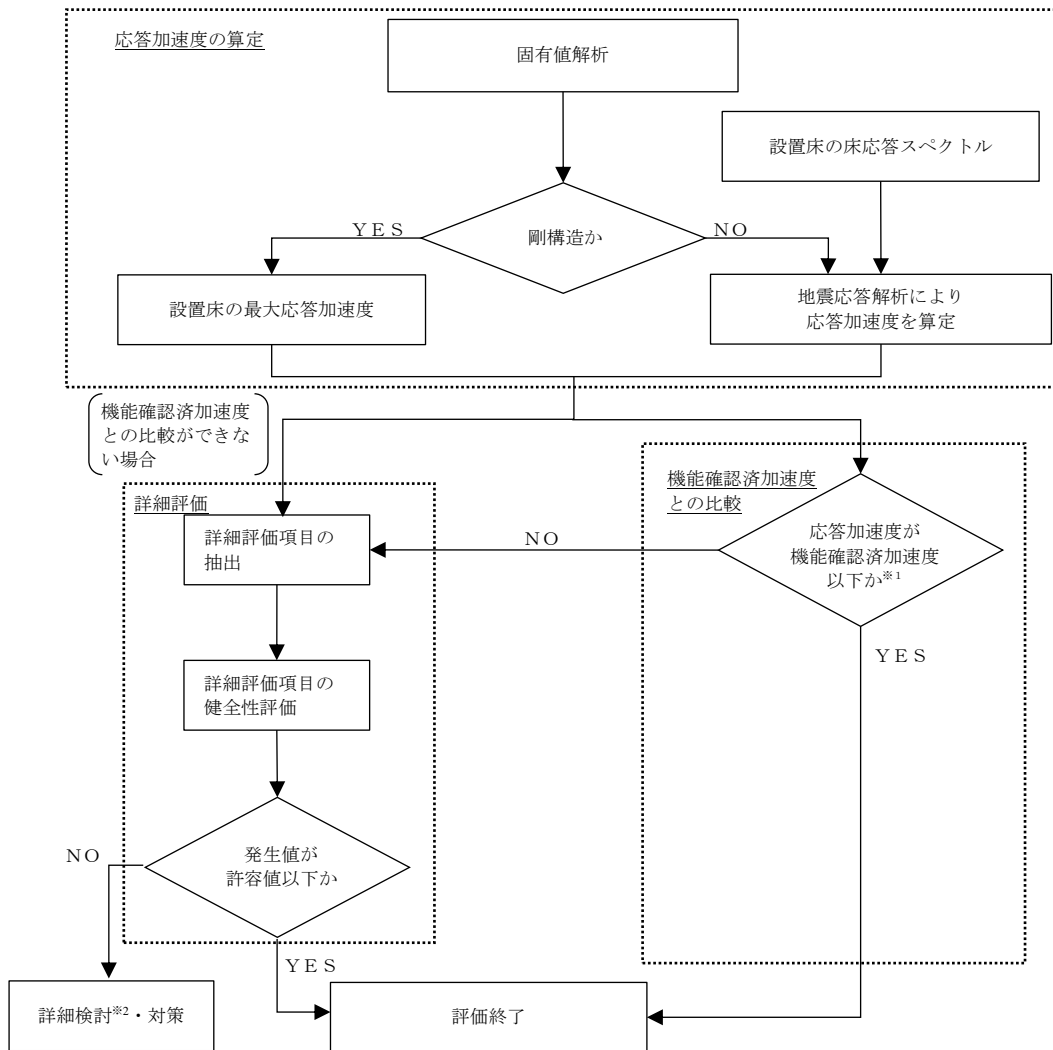 応答加速度の算定
固有値解析
設置床の床応答スペクトル
ＹＥＳ
剛構造か
ＮＯ
設置床の最大応答加速度
地震応答解析により
応答加速度を算定
機能確認済加速度
との比較ができな
い場合
機能確認済加速度
との比較
詳細評価
詳細評価項目の
抽出
ＮＯ
応答加速度が
機能確認済加速度
以下か※1
ＹＥＳ
詳細評価項目の
健全性評価
ＮＯ
発生値が
許容値以下か
ＹＥＳ
詳細検討※2・対策
評価終了